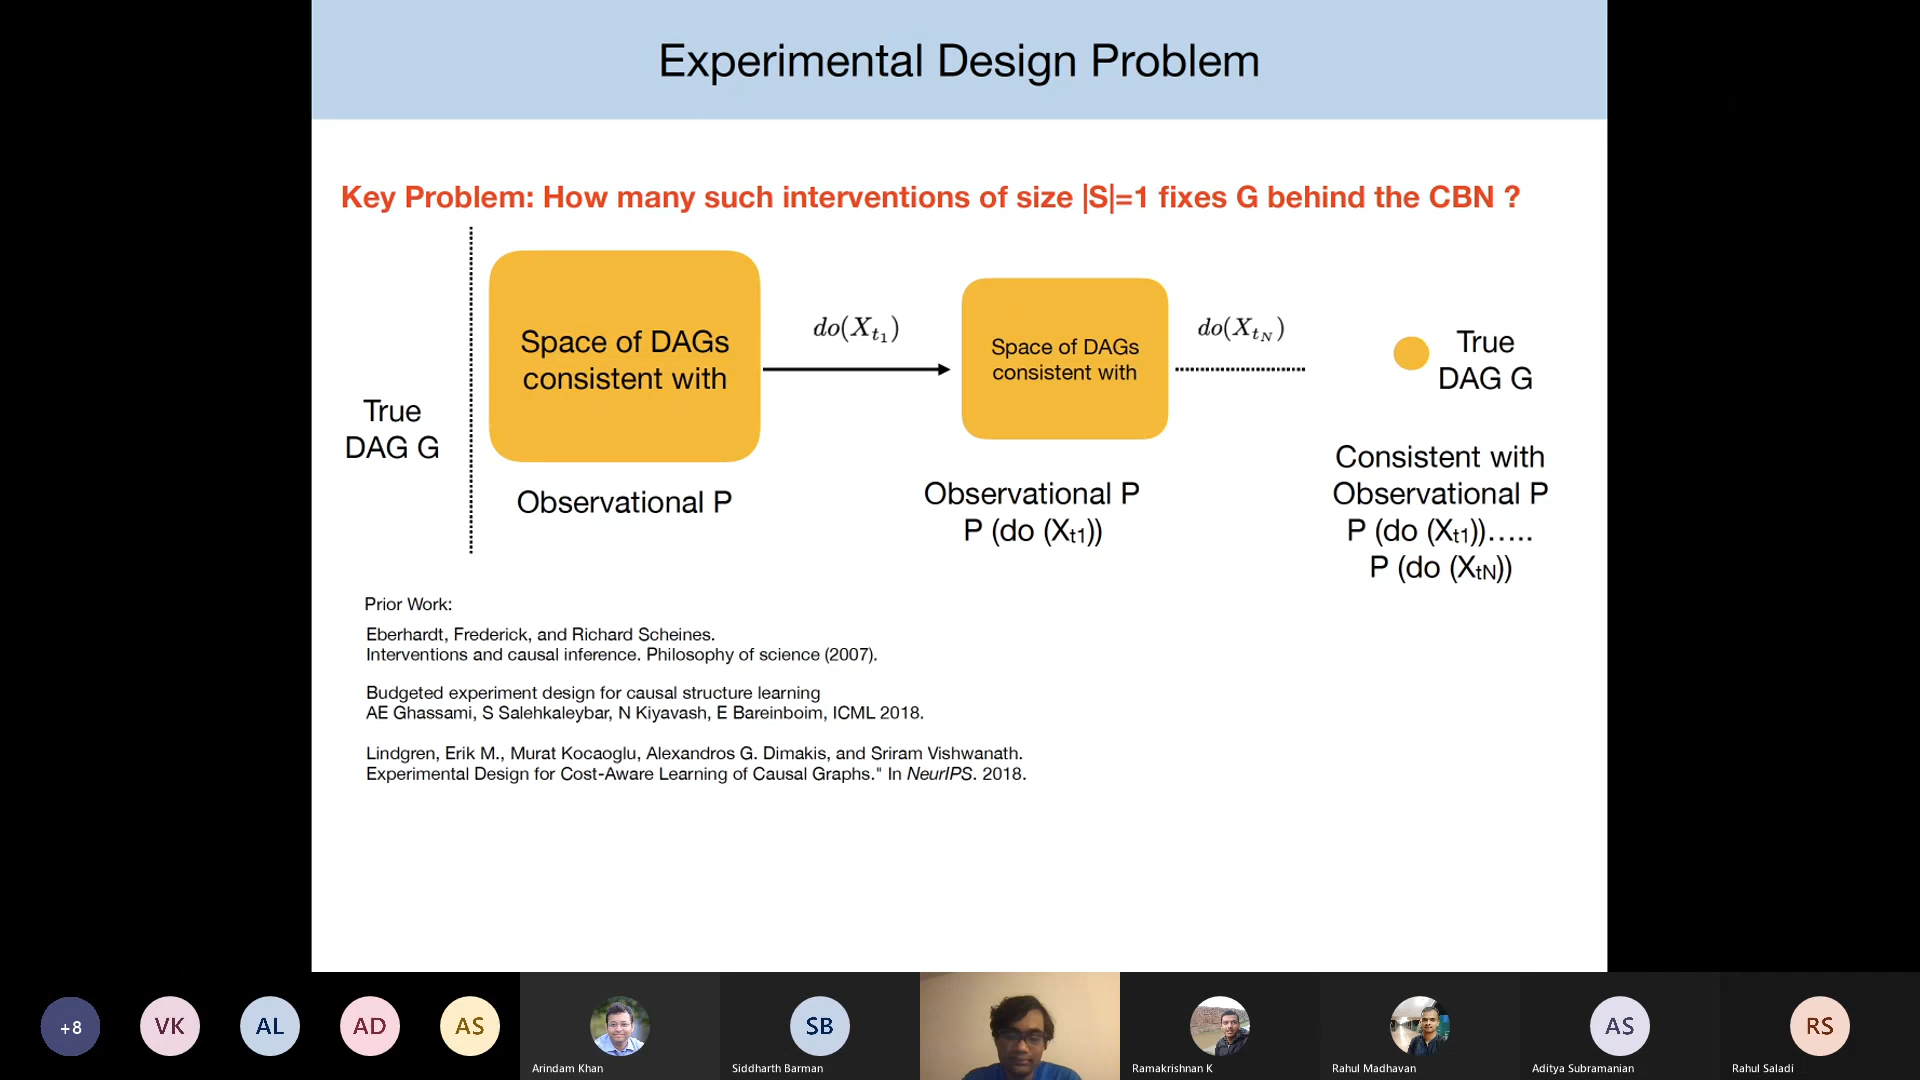 Experimental Design Problem
Key Problem: How many such interventions of size |S|=1 fixes G behind the CBN ?
True
DAG G
Space of DAGs
consistent with
Observational P
do(X_{t_1})
Space of DAGs
consistent with
Observational P
P (do (Xt1))
do(X_{t_N})
True
DAG G
Consistent with
Observational P
P (do (Xt1))…..
P (do (XtN))
Prior Work:
Eberhardt, Frederick, and Richard Scheines.
Interventions and causal inference. Philosophy of science (2007).
Budgeted experiment design for causal structure learning
AE Ghassami, S Salehkaleybar, N Kiyavash, E Bareinboim, ICML 2018.
Lindgren, Erik M., Murat Kocaoglu, Alexandros G. Dimakis, and Sriram Vishwanath.
Experimental Design for Cost-Aware Learning of Causal Graphs." In NeurIPS. 2018.
+8
VK
AL
AD
AS
Arindam Khan
SB
Siddharth Barman
Ramakrishnan K
Rahul Madhavan
AS
Aditya Subramanian
RS
Rahul Saladi